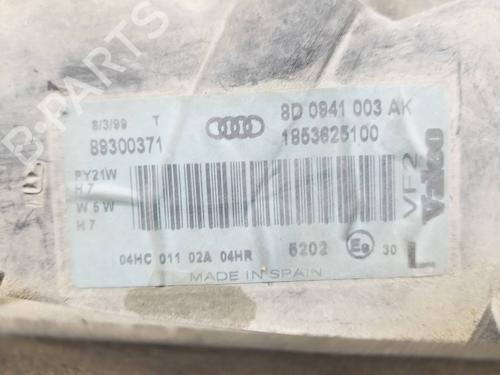 B-PARTS
8/3/99 T
89300371
8D 0941 003 AK
1853625100
PY21W
H7
W5W
H7
VF2
Valeo
L
04HC 011 02A 04HR
5202 E9 30
MADE IN SPAIN